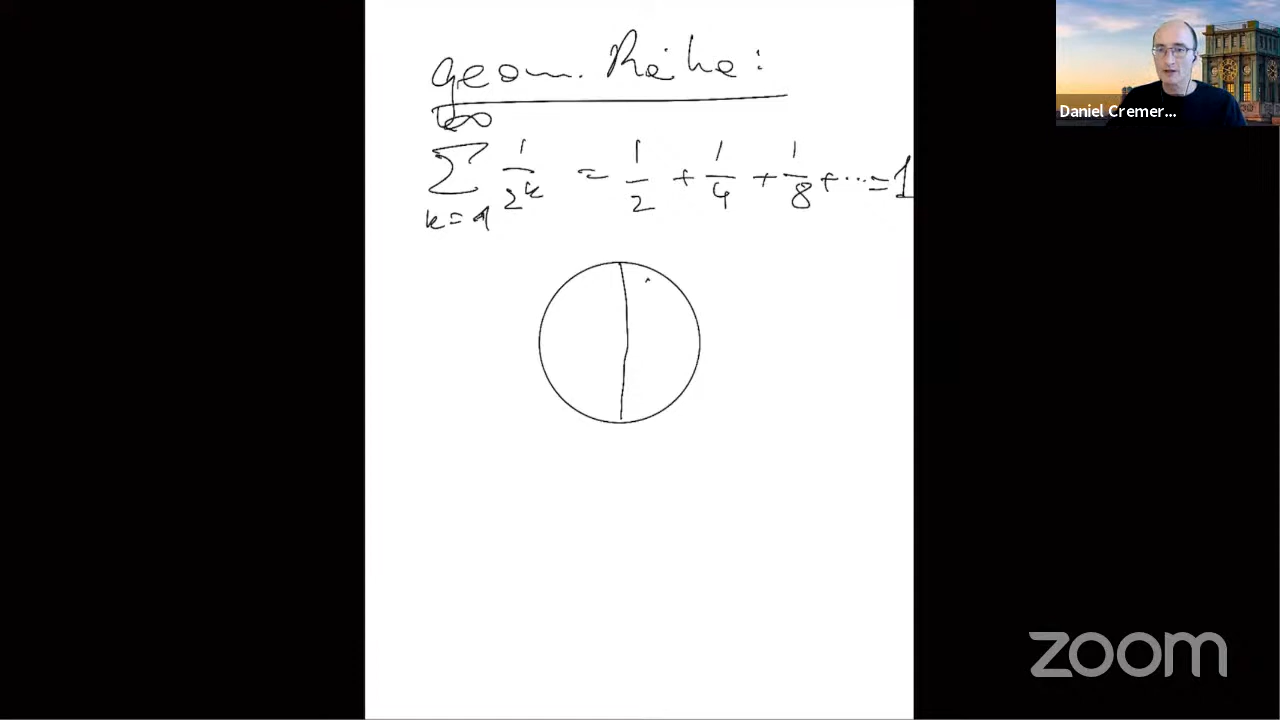 geom. Reihe:
∞
∑ 1/2^k = 1/2 + 1/4 + 1/8 + ... = 1
k=1
Daniel Cremer...
zoom